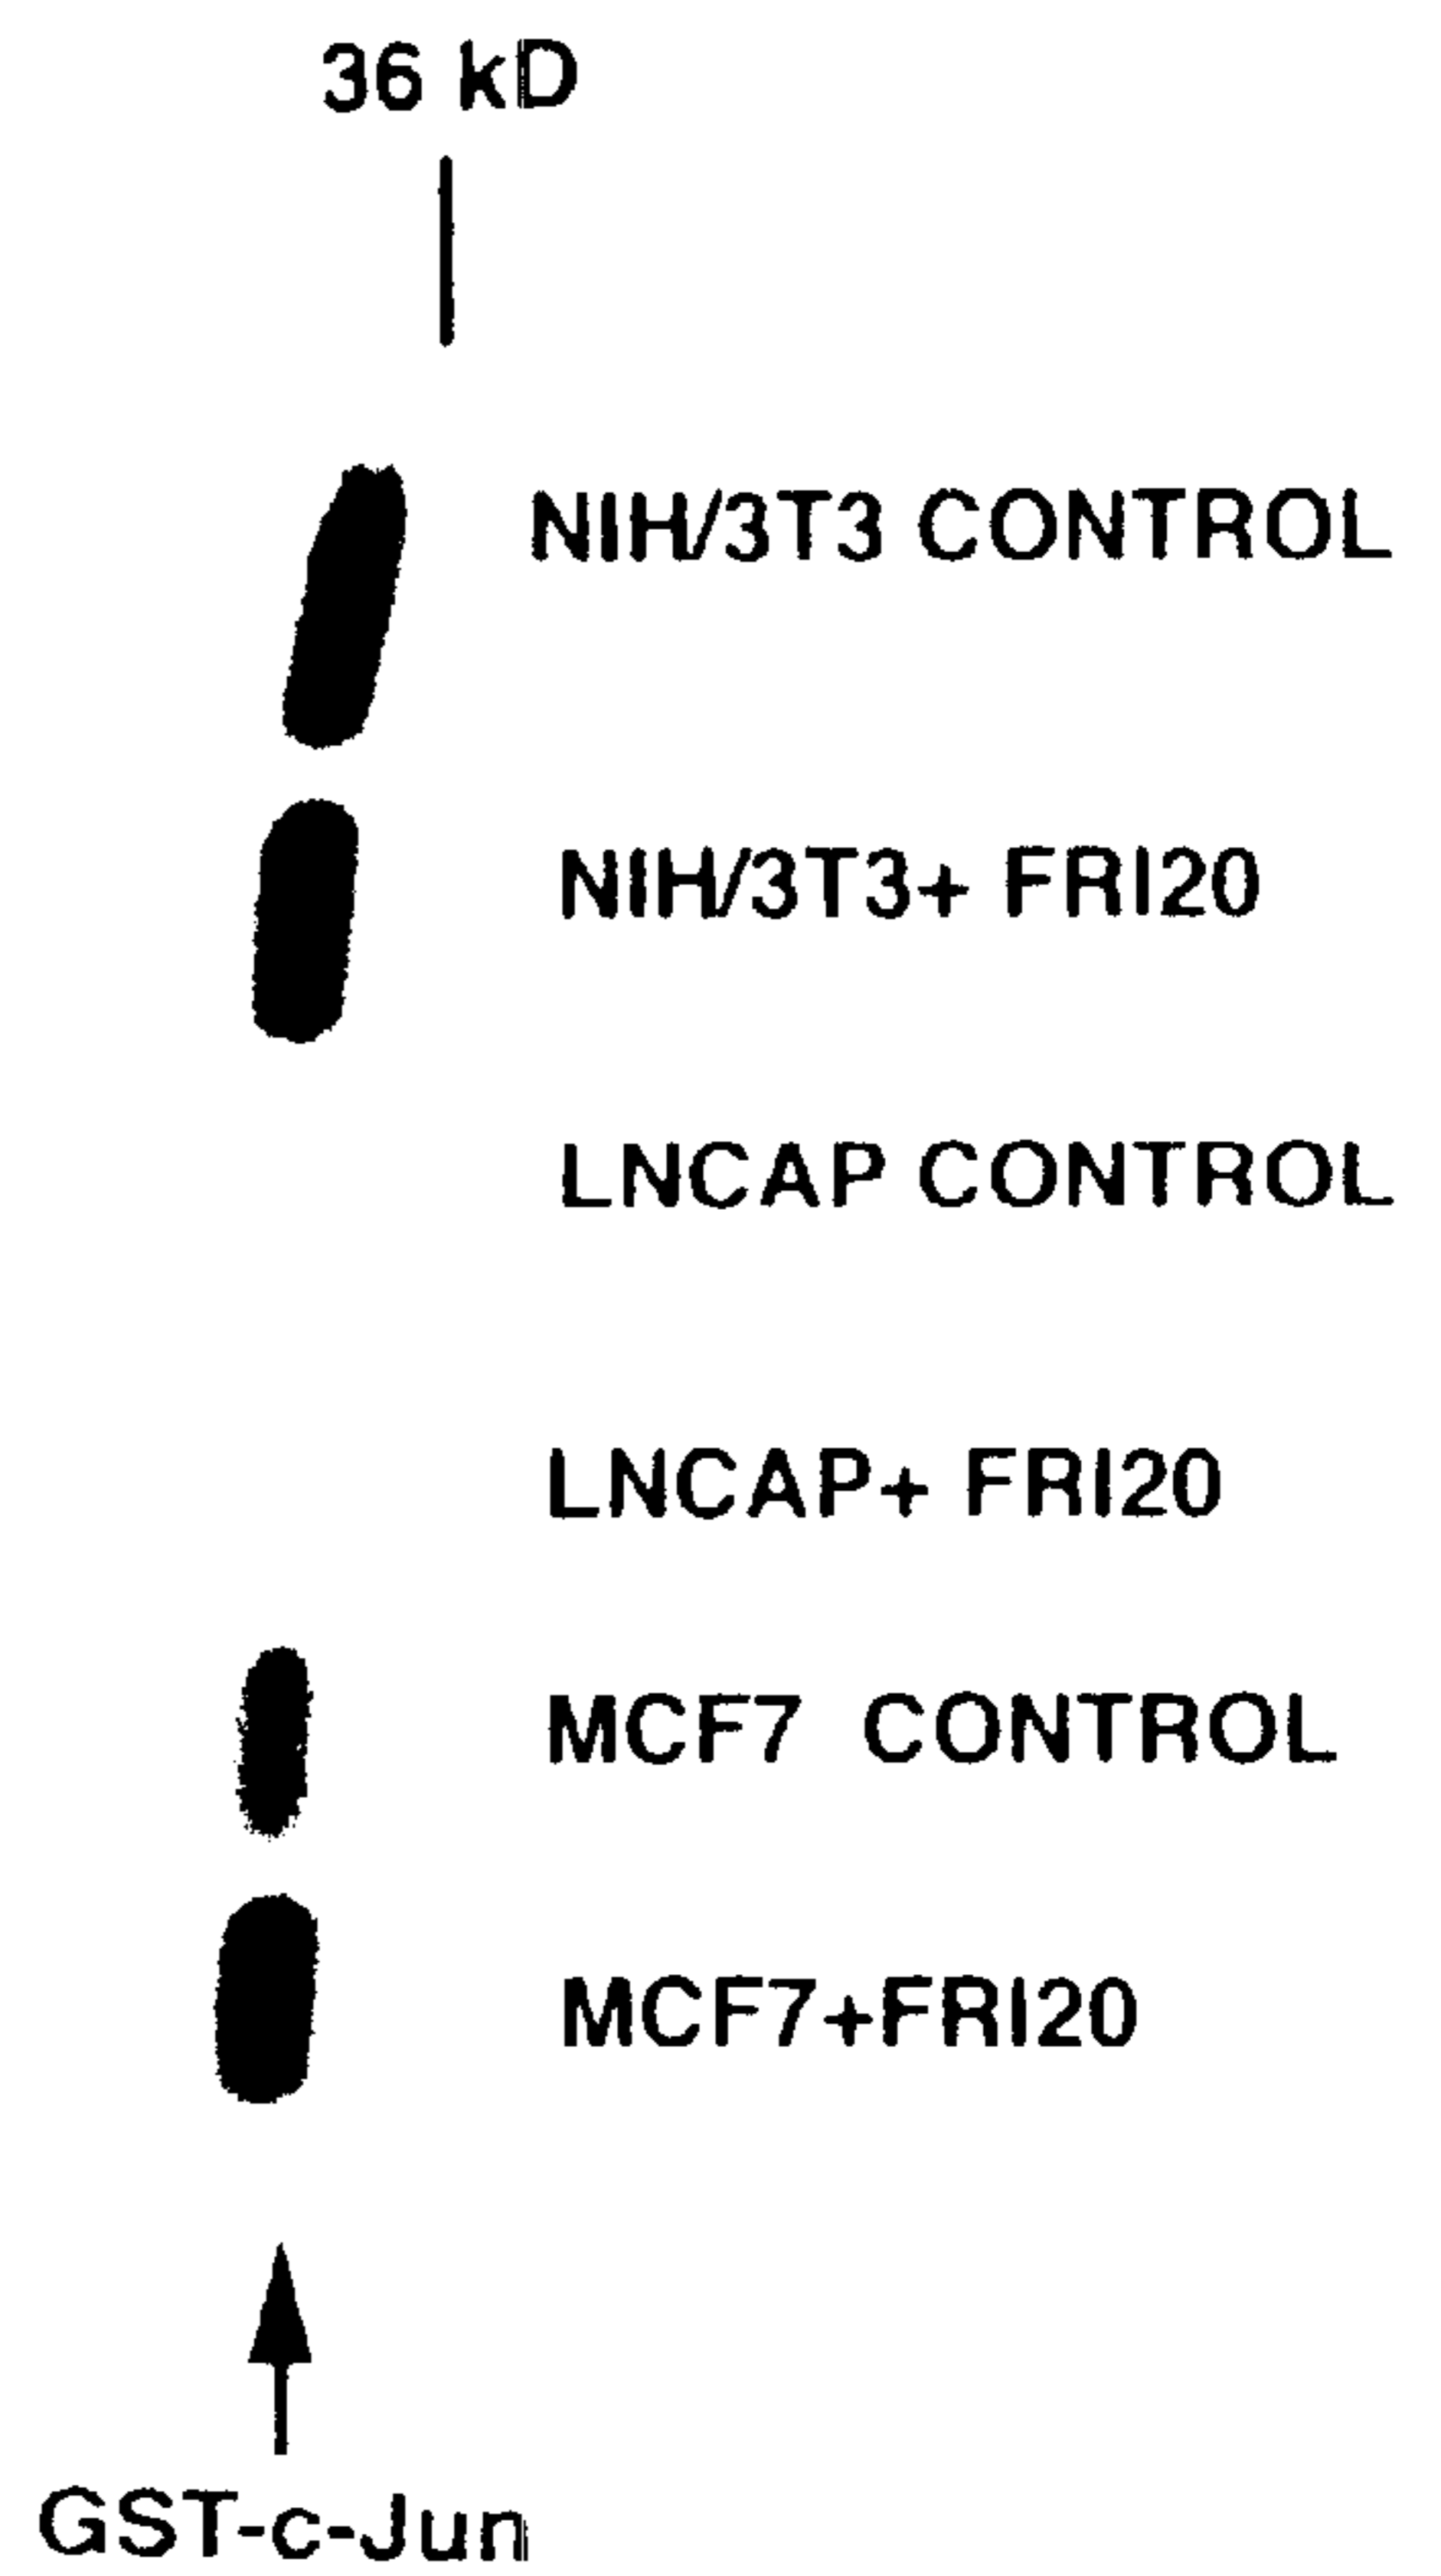 36 kD
NIH/3T3 CONTROL
NIH/3T3+ FRI20
LNCAP CONTROL
LNCAP+ FRI20
MCF7 CONTROL
MCF7+FRI20
GST-c-Jun